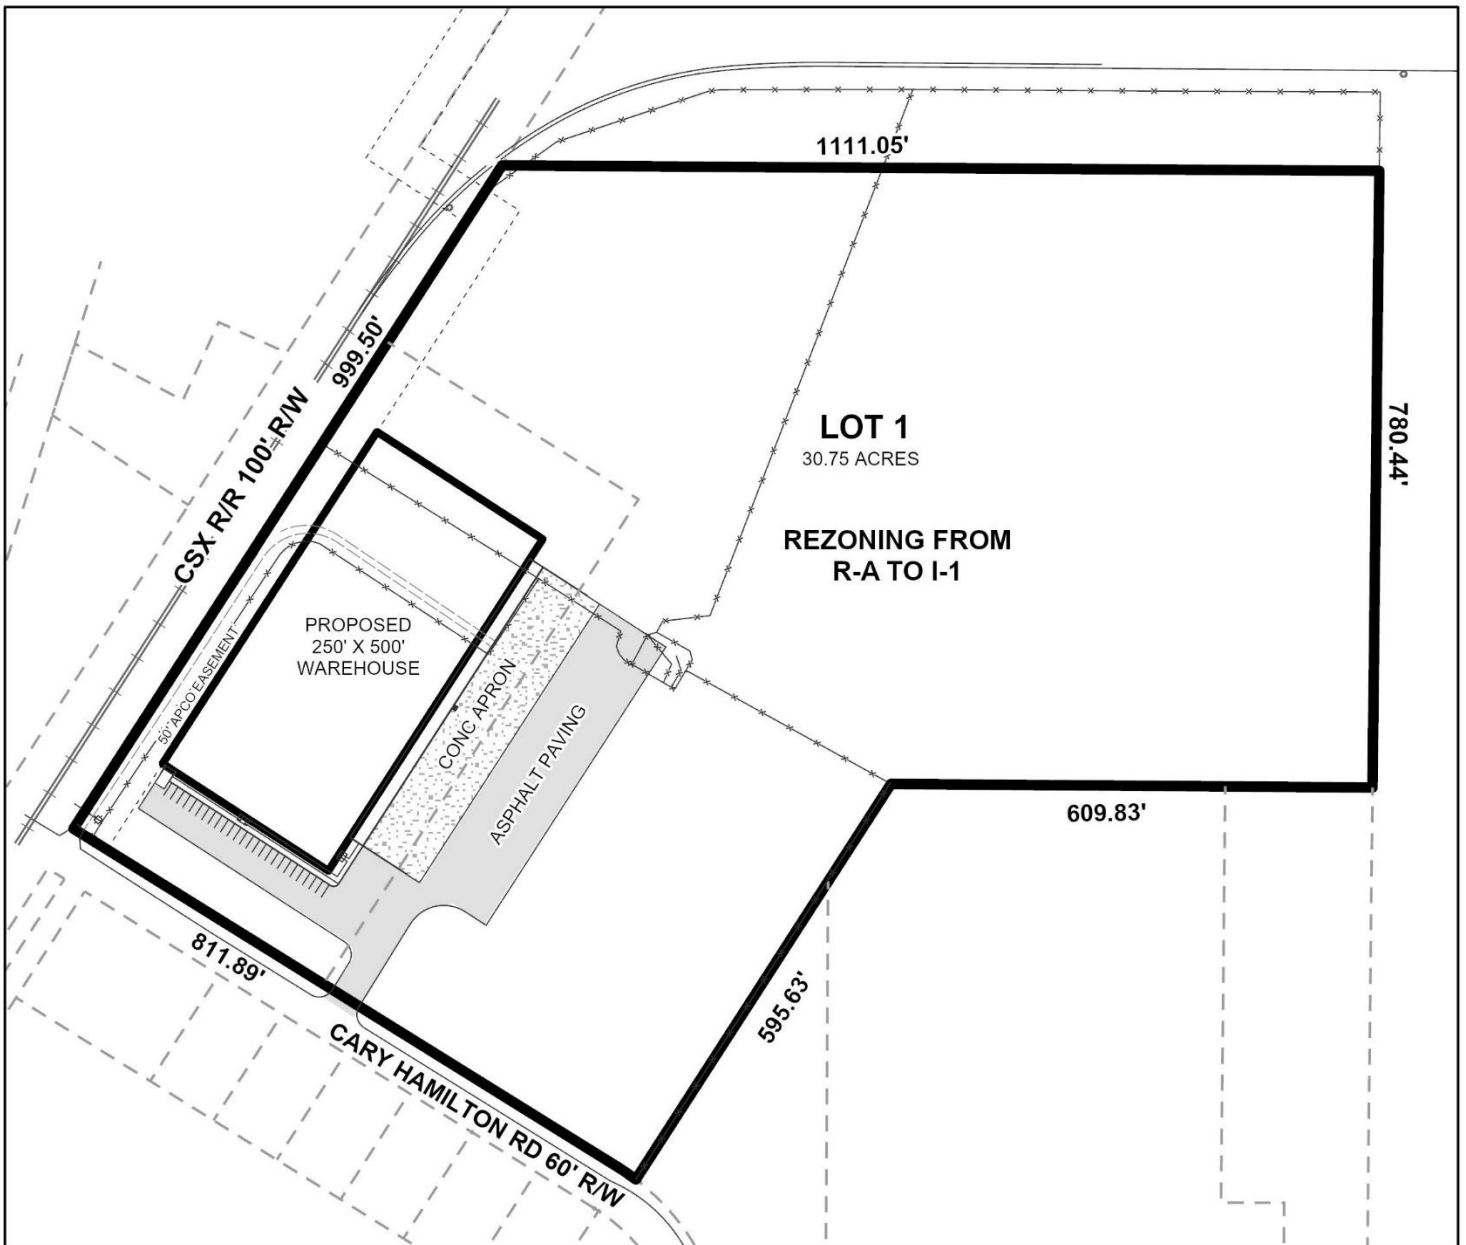 1111.05'
999.50'
CSX R/R 100' R/W
LOT 1
30.75 ACRES
780.44'
REZONING FROM
R-A TO I-1
PROPOSED
250' X 500'
WAREHOUSE
50' APCO EASEMENT
CONC APRON
ASPHALT PAVING
609.83'
811.89'
595.63'
CARY HAMILTON RD 60' R/W